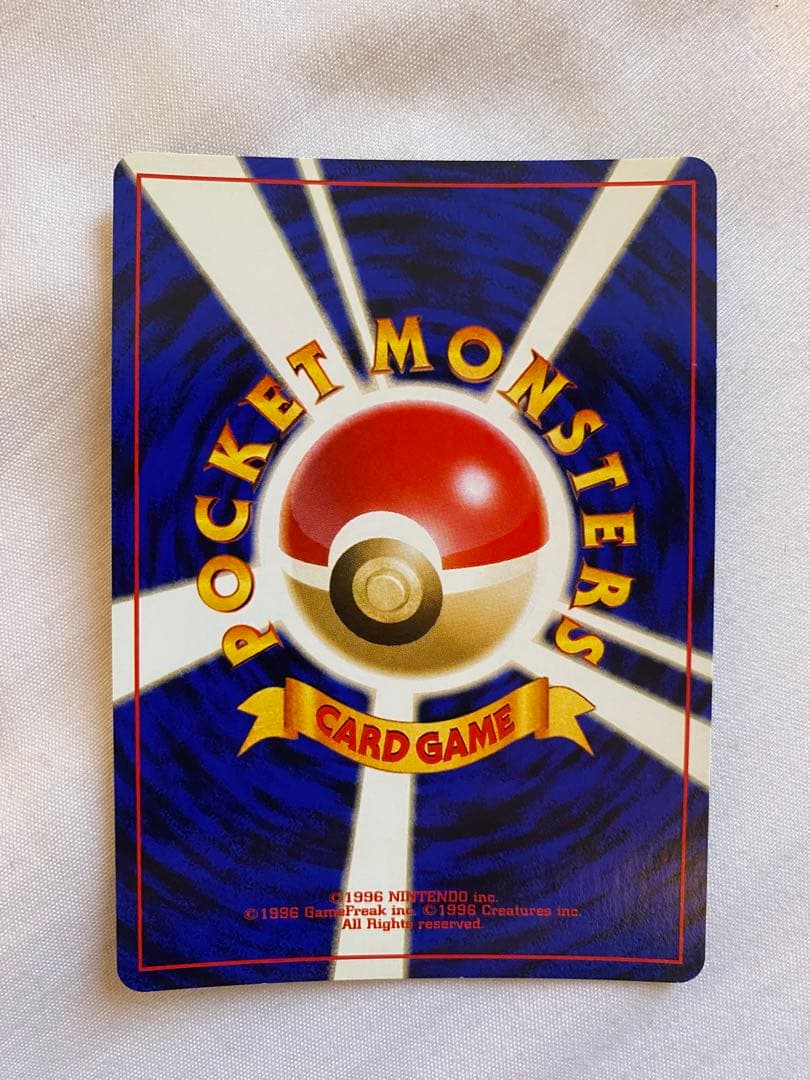 POCKET MONSTERS
CARD GAME
©1996 NINTENDO inc.
©1996 GameFreak inc. ©1996 Creatures inc.
All Rights reserved.